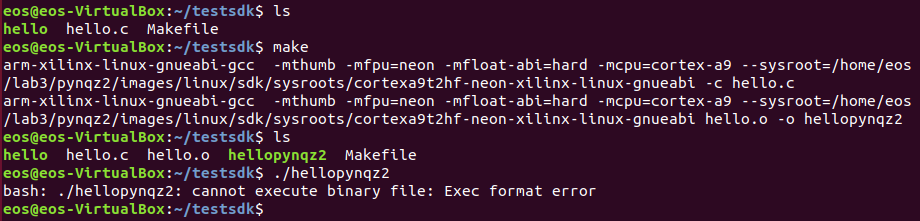 eos@eos-VirtualBox:~/testsdk$ ls
hello  hello.c  Makefile
eos@eos-VirtualBox:~/testsdk$ make
arm-xilinx-linux-gnueabi-gcc  -mthumb -mfpu=neon -mfloat-abi=hard -mcpu=cortex-a9 --sysroot=/home/eos
/lab3/pynqz2/images/linux/sdk/sysroots/cortexa9t2hf-neon-xilinx-linux-gnueabi -c hello.c
arm-xilinx-linux-gnueabi-gcc  -mthumb -mfpu=neon -mfloat-abi=hard -mcpu=cortex-a9 --sysroot=/home/eos
/lab3/pynqz2/images/linux/sdk/sysroots/cortexa9t2hf-neon-xilinx-linux-gnueabi hello.o -o hellopynqz2
eos@eos-VirtualBox:~/testsdk$ ls
hello  hello.c  hello.o  hellopynqz2  Makefile
eos@eos-VirtualBox:~/testsdk$ ./hellopynqz2
bash: ./hellopynqz2: cannot execute binary file: Exec format error
eos@eos-VirtualBox:~/testsdk$